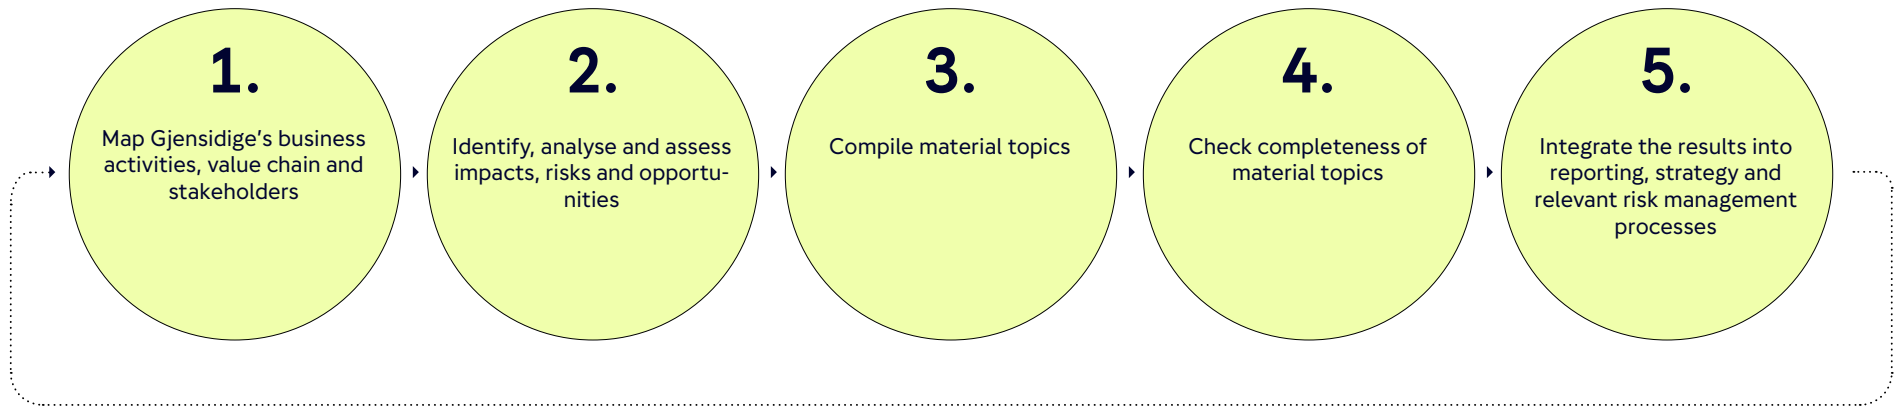 1.
Map Gjensidige's business
activities, value chain and
stakeholders
2.
Identify, analyse and assess
impacts, risks and opportu-
nities
3.
Compile material topics
4.
Check completeness of
material topics
5.
Integrate the results into
reporting, strategy and
relevant risk management
processes